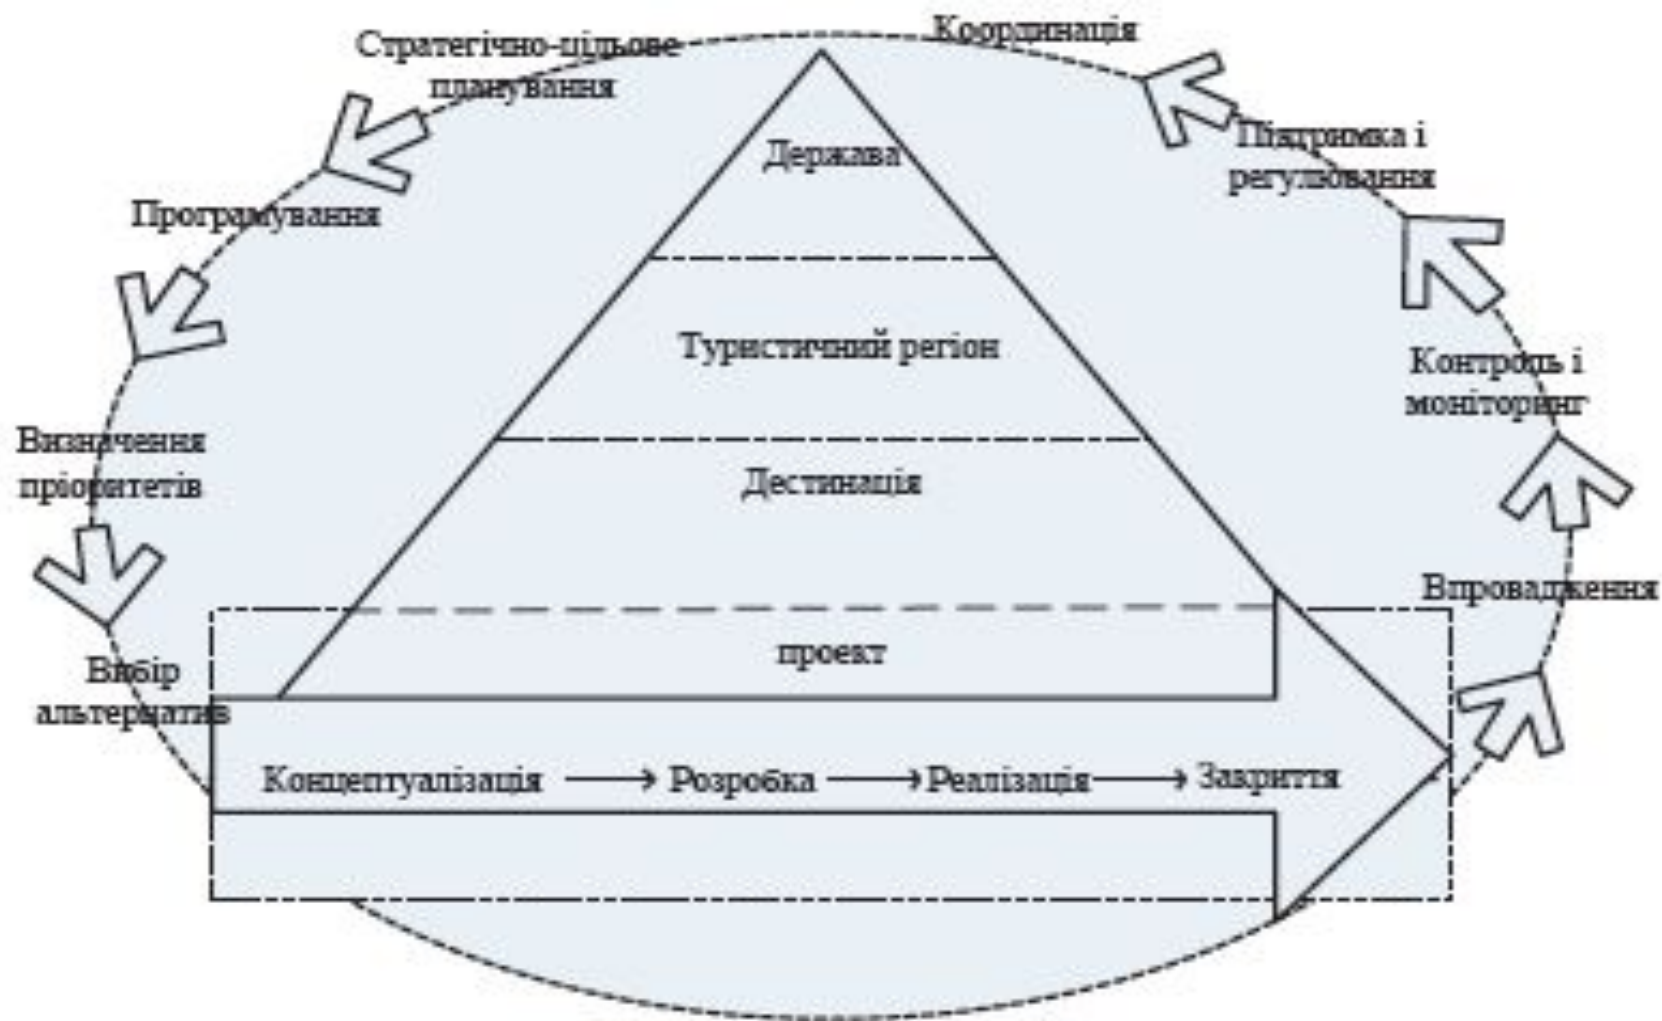 Стратегічно-цільове
планування
Координація
Підтримка і
регулювання
Держава
Програмування
Туристичний регіон
Контроль і
моніторинг
Визначення
пріоритетів
Дестинація
Впровадження
проект
Вибір
альтернатив
Концептуалізація Розробка Реалізація Закриття